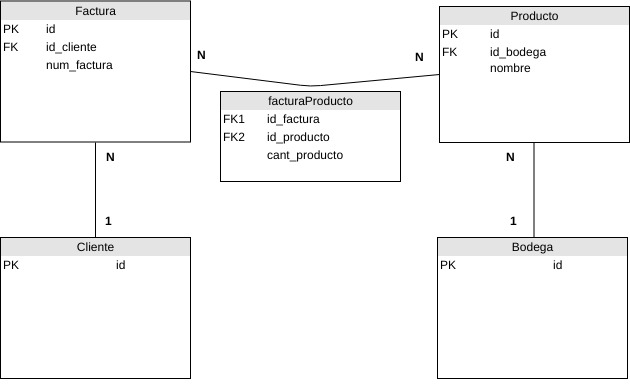 Factura
PK id
FK id_cliente
num_factura
Producto
PK id
FK id_bodega
nombre
N
N
facturaProducto
FK1 id_factura
FK2 id_producto
cant_producto
N
1
N
1
Cliente
PK id
Bodega
PK id